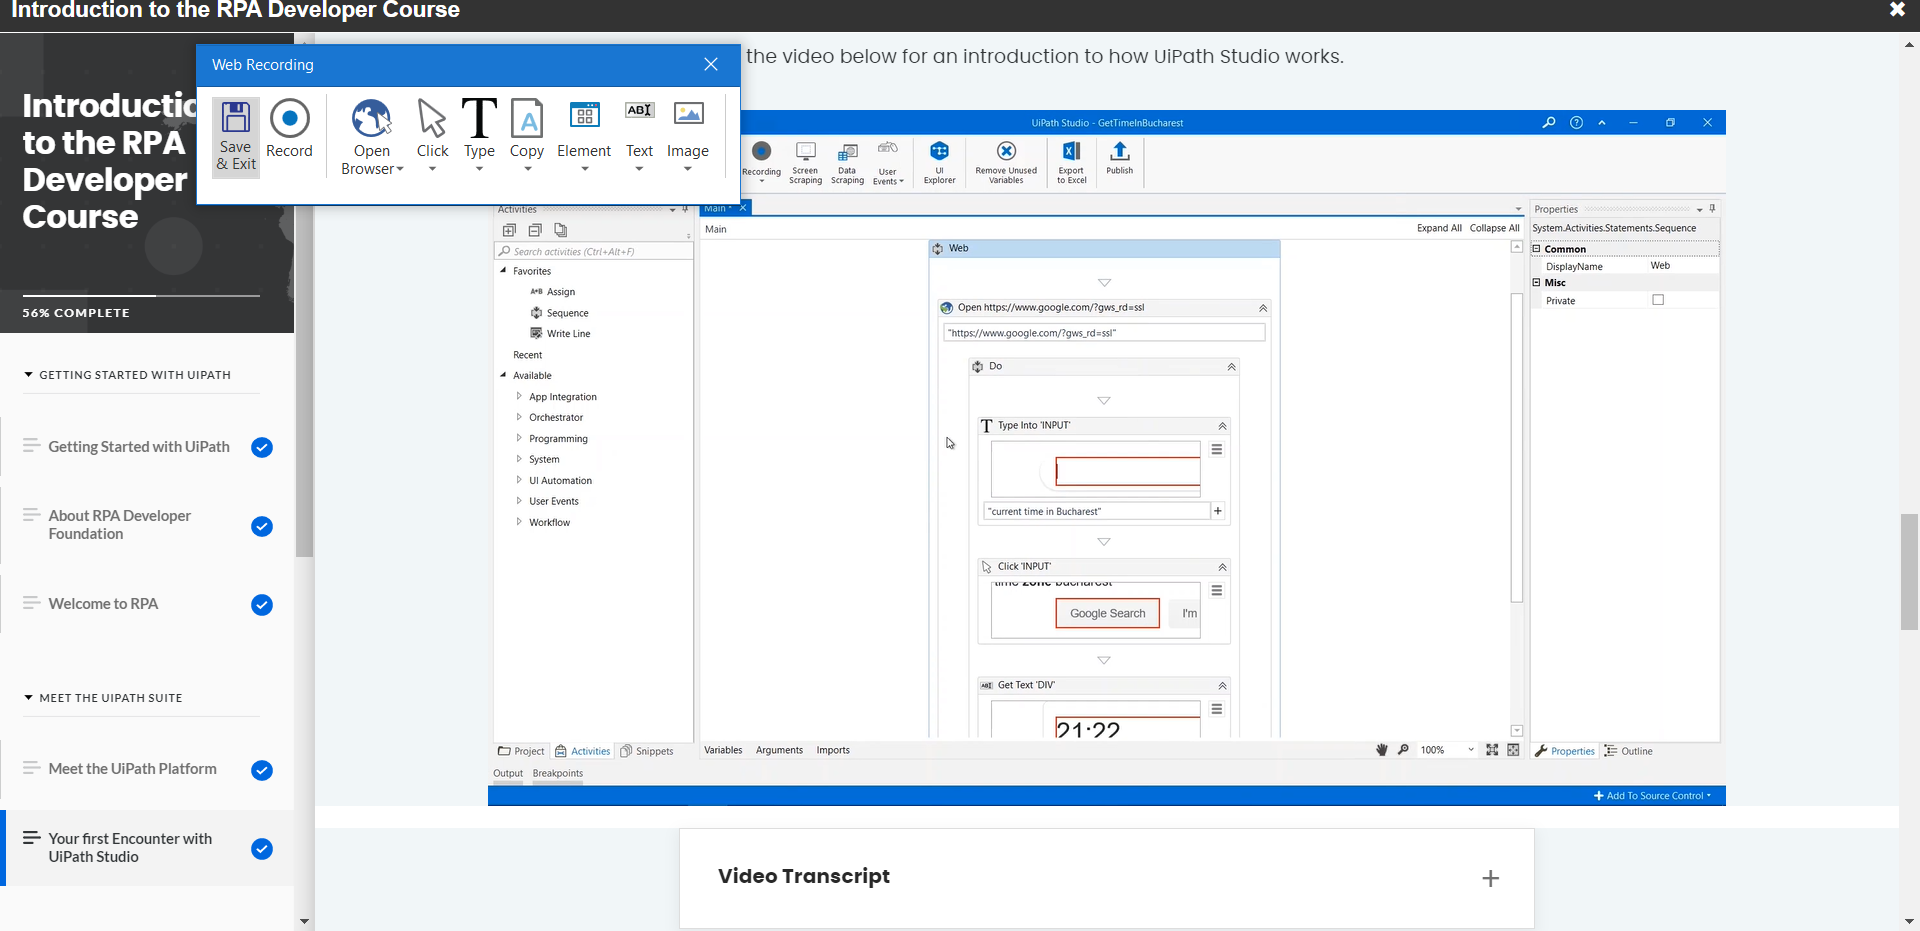 Introduction to the RPA Developer Course
the video below for an introduction to how UiPath Studio works.
Web Recording
Save & Exit
Record
Open Browser
Click
Type
Copy
Element
ABI
Text
Image
Introductio
to the RPA
Developer
Course
56% COMPLETE
GETTING STARTED WITH UIPATH
Getting Started with UiPath
About RPA Developer
Foundation
Welcome to RPA
MEET THE UIPATH SUITE
Meet the UiPath Platform
Your first Encounter with
UiPath Studio
UiPath Studio - GetTimeInBucharest
Recording
Screen Scraping
Data Scraping
User Events
UI Explorer
Remove Unused Variables
Export to Excel
Publish
Activities
Search activities (Ctrl+Alt+F)
Favorites
A*B Assign
Sequence
Write Line
Recent
Available
App Integration
Orchestrator
Programming
System
UI Automation
User Events
Workflow
Project Activities Snippets
Output Breakpoints
Main *
Main
Expand All Collapse All
Web
Open https://www.google.com/?gws_rd=ssl
"https://www.google.com/?gws_rd=ssl"
Do
Type Into 'INPUT'
"current time in Bucharest"
Click 'INPUT'
time zone bucharest
Google Search I'm
Get Text 'DIV'
21:22
Variables Arguments Imports
100%
Properties
System.Activities.Statements.Sequence
Common
DisplayName Web
Misc
Private
Properties Outline
Add To Source Control
Video Transcript